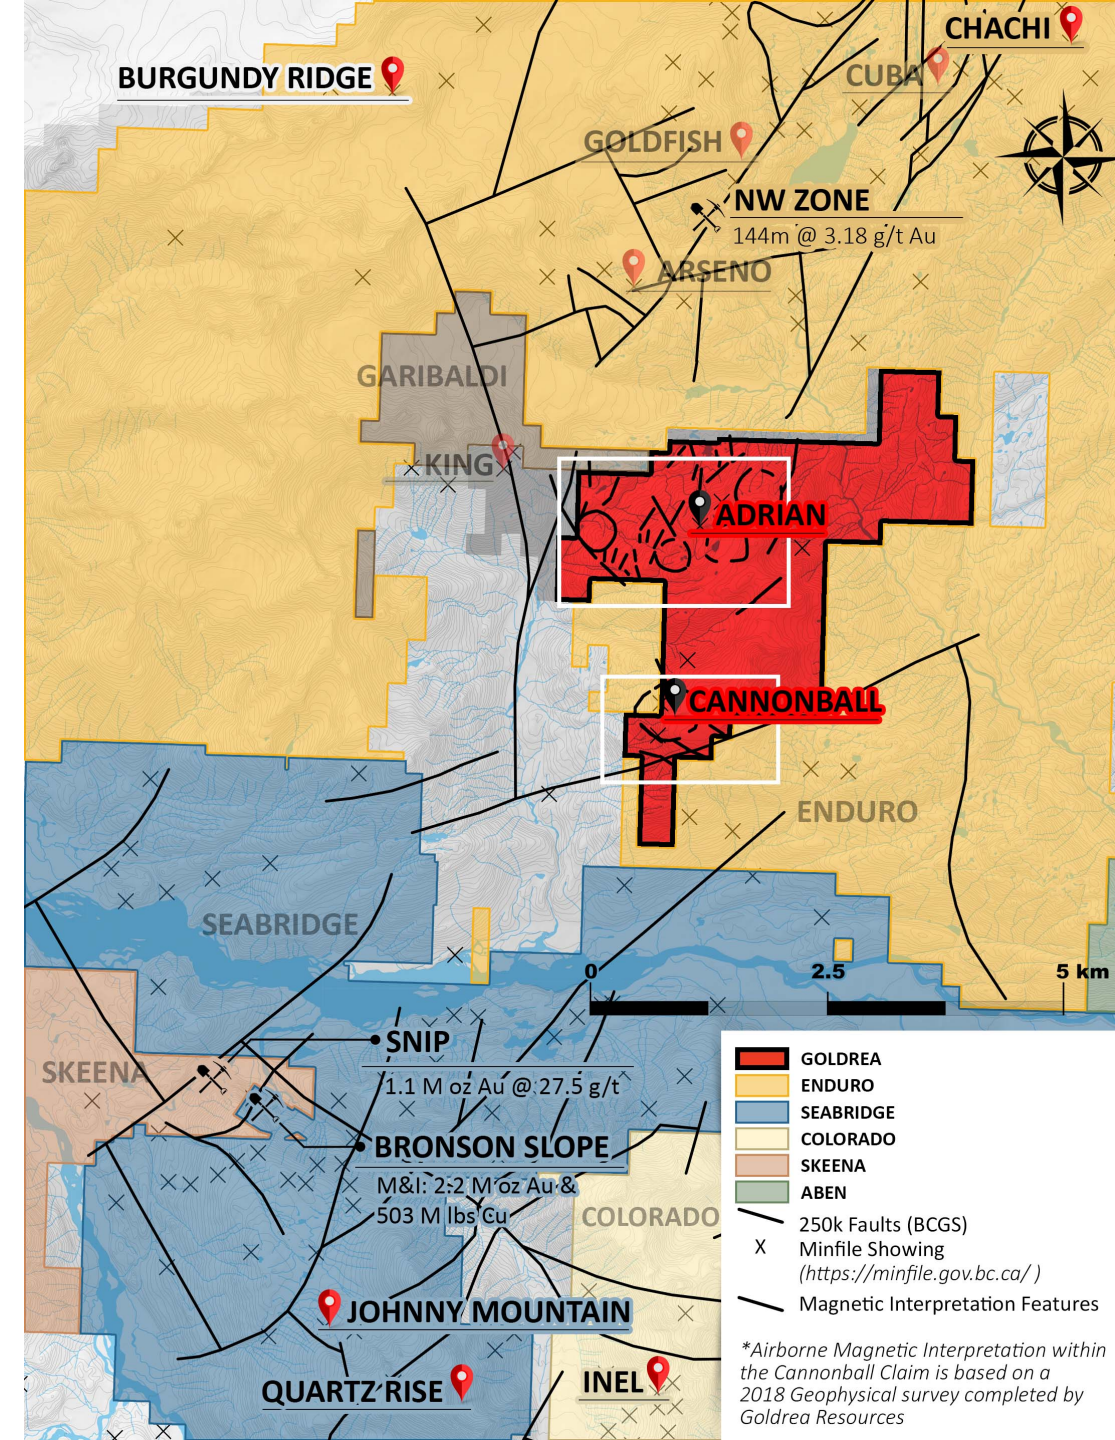 CHACHI
BURGUNDY RIDGE
CUBA
GOLDFISH
NW ZONE
144m @ 3.18 g/t Au
ARSENO
GARIBALDI
KING
ADRIAN
CANNONBALL
ENDURO
SEABRIDGE
0 2.5 5 km
SNIP
SKEENA
1.1 M oz Au @ 27.5 g/t
BRONSON SLOPE
M&I: 2.2 M oz Au &
503 M lbs Cu
COLORADO
JOHNNY MOUNTAIN
QUARTZ RISE
INEL
GOLDREA
ENDURO
SEABRIDGE
COLORADO
SKEENA
ABEN
250k Faults (BCGS)
X Minfile Showing
(https://minfile.gov.bc.ca/ )
Magnetic Interpretation Features
*Airborne Magnetic Interpretation within
the Cannonball Claim is based on a
2018 Geophysical survey completed by
Goldrea Resources